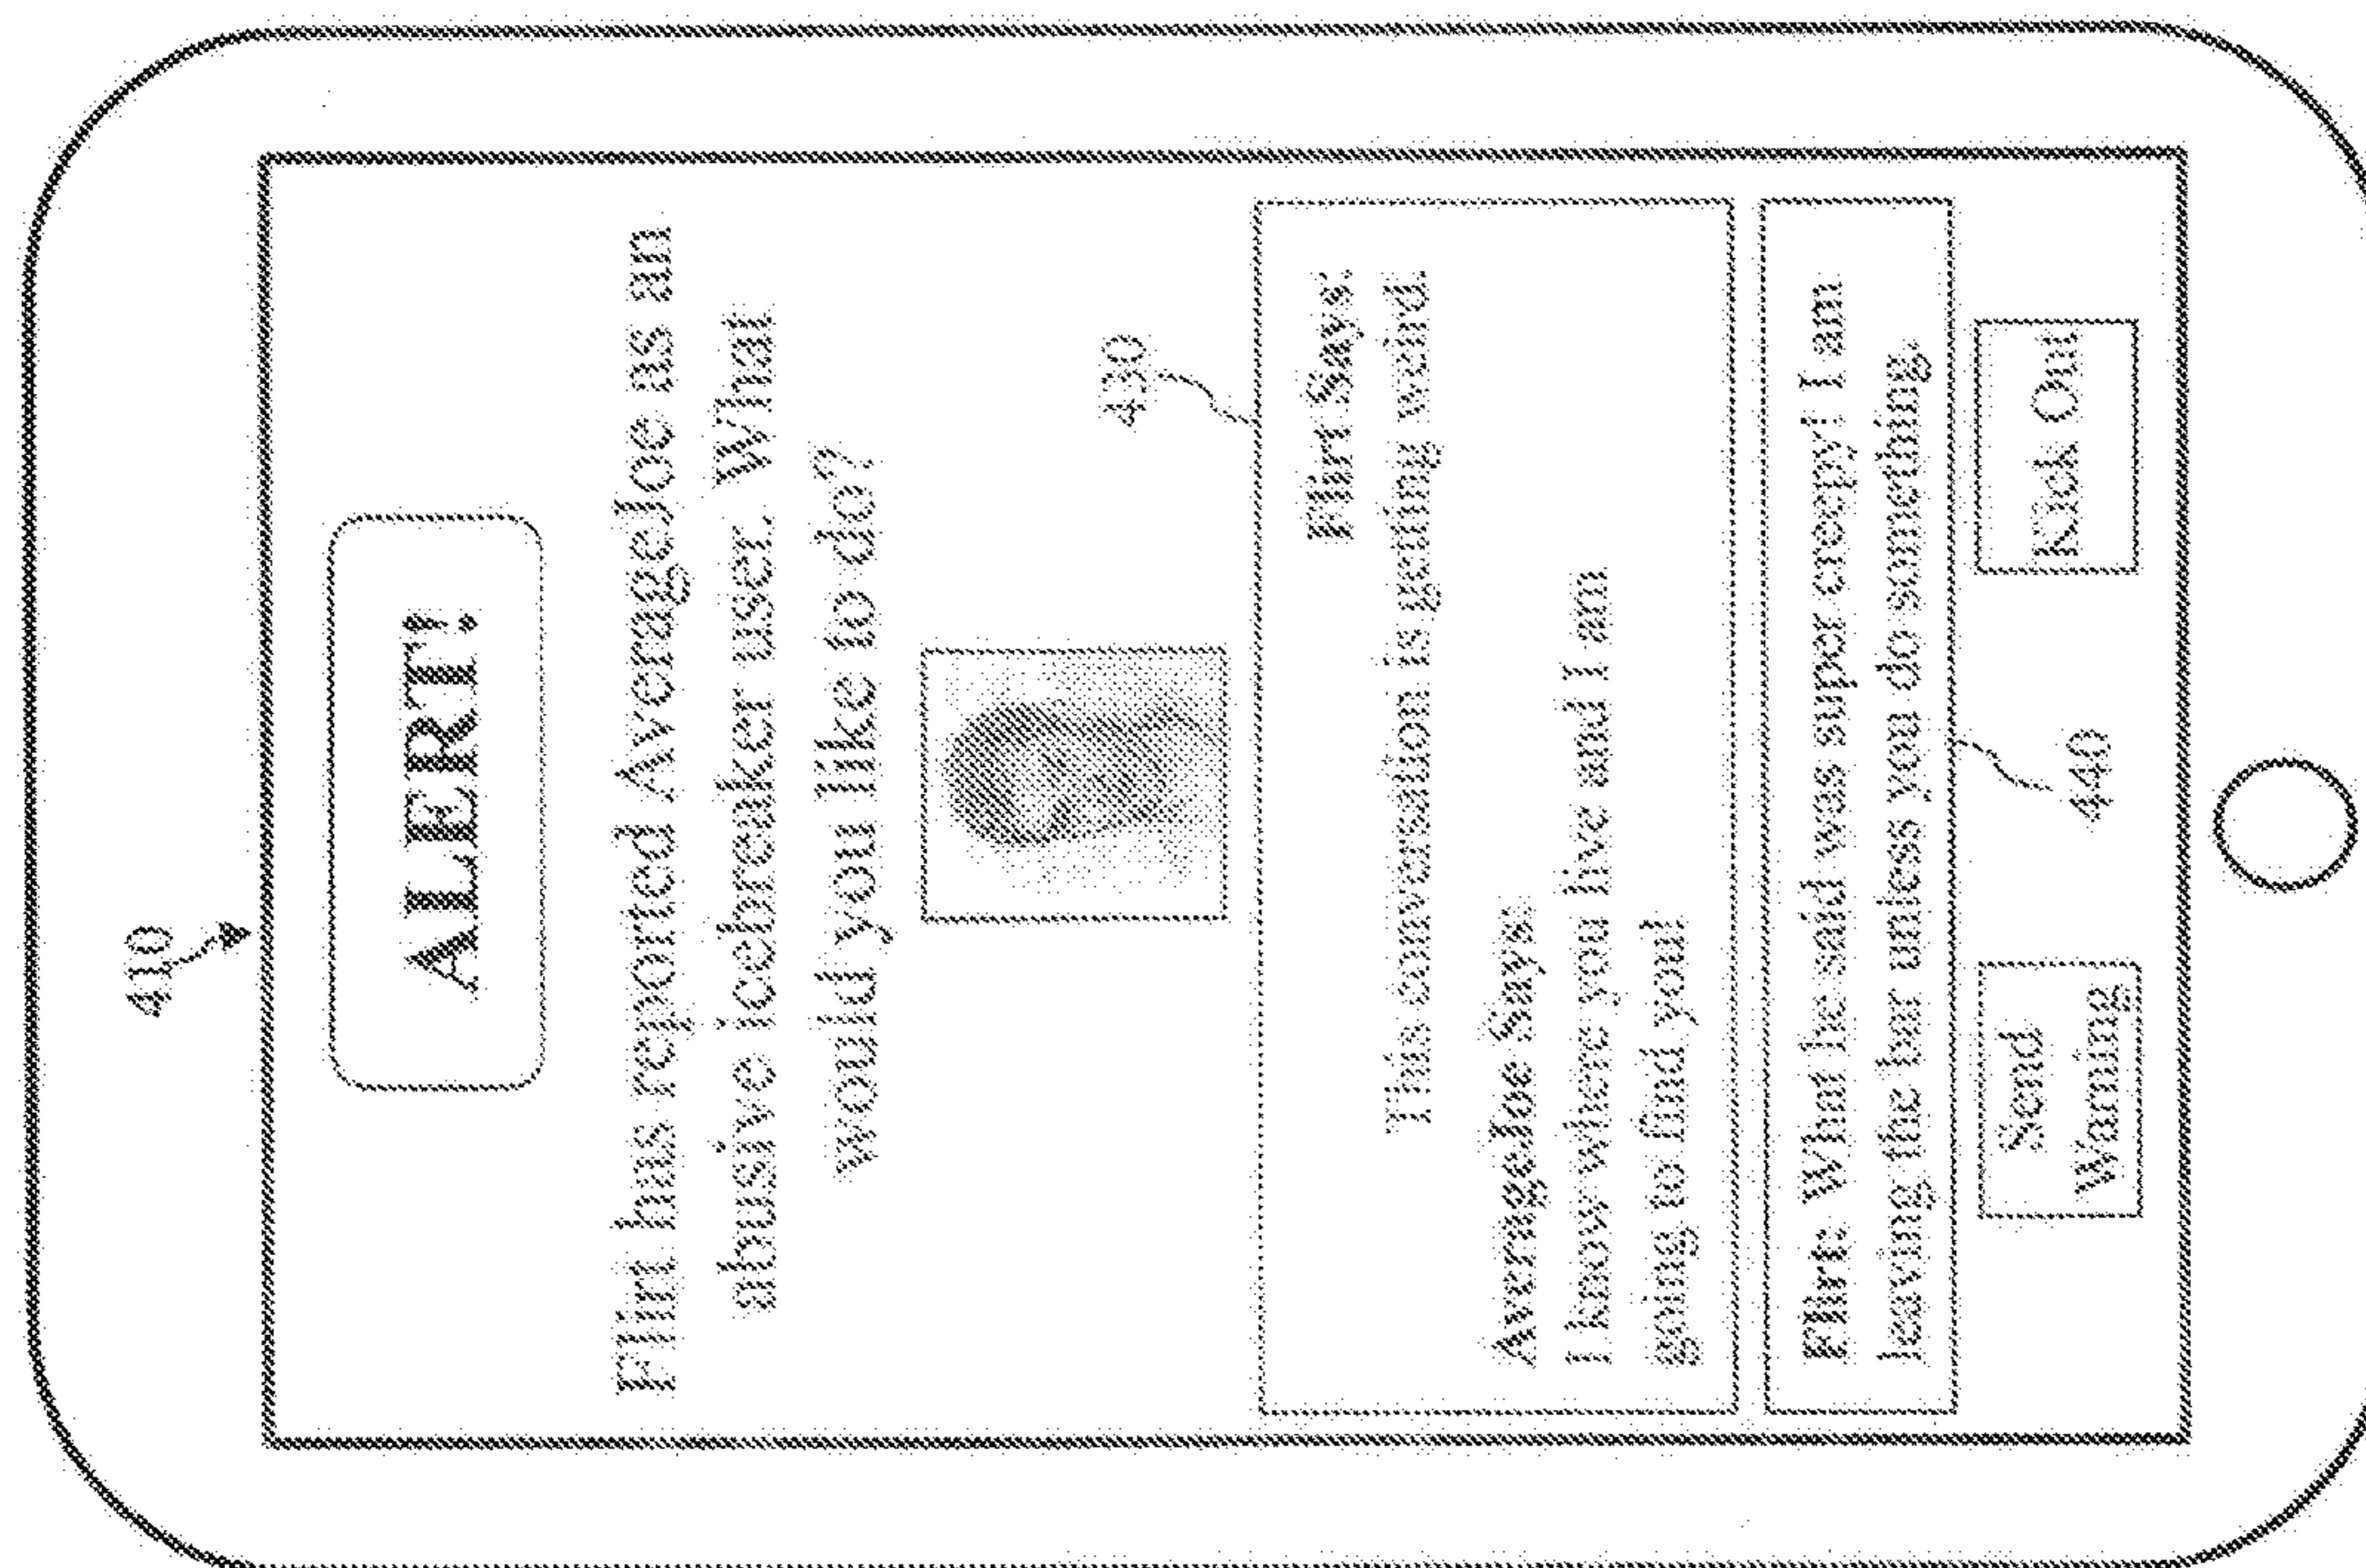 410
ALERT!
Flirt has reported AverageJoe as an
abusive icebreaker user. What
would you like to do?
430
Flirt Says:
This conversation is getting weird.
AverageJoe Says:
I know where you live and I am
going to find you!
Flirt: What he said was super creepy! I am
leaving the bar unless you do something.
440
Send
Warning
Kick Out